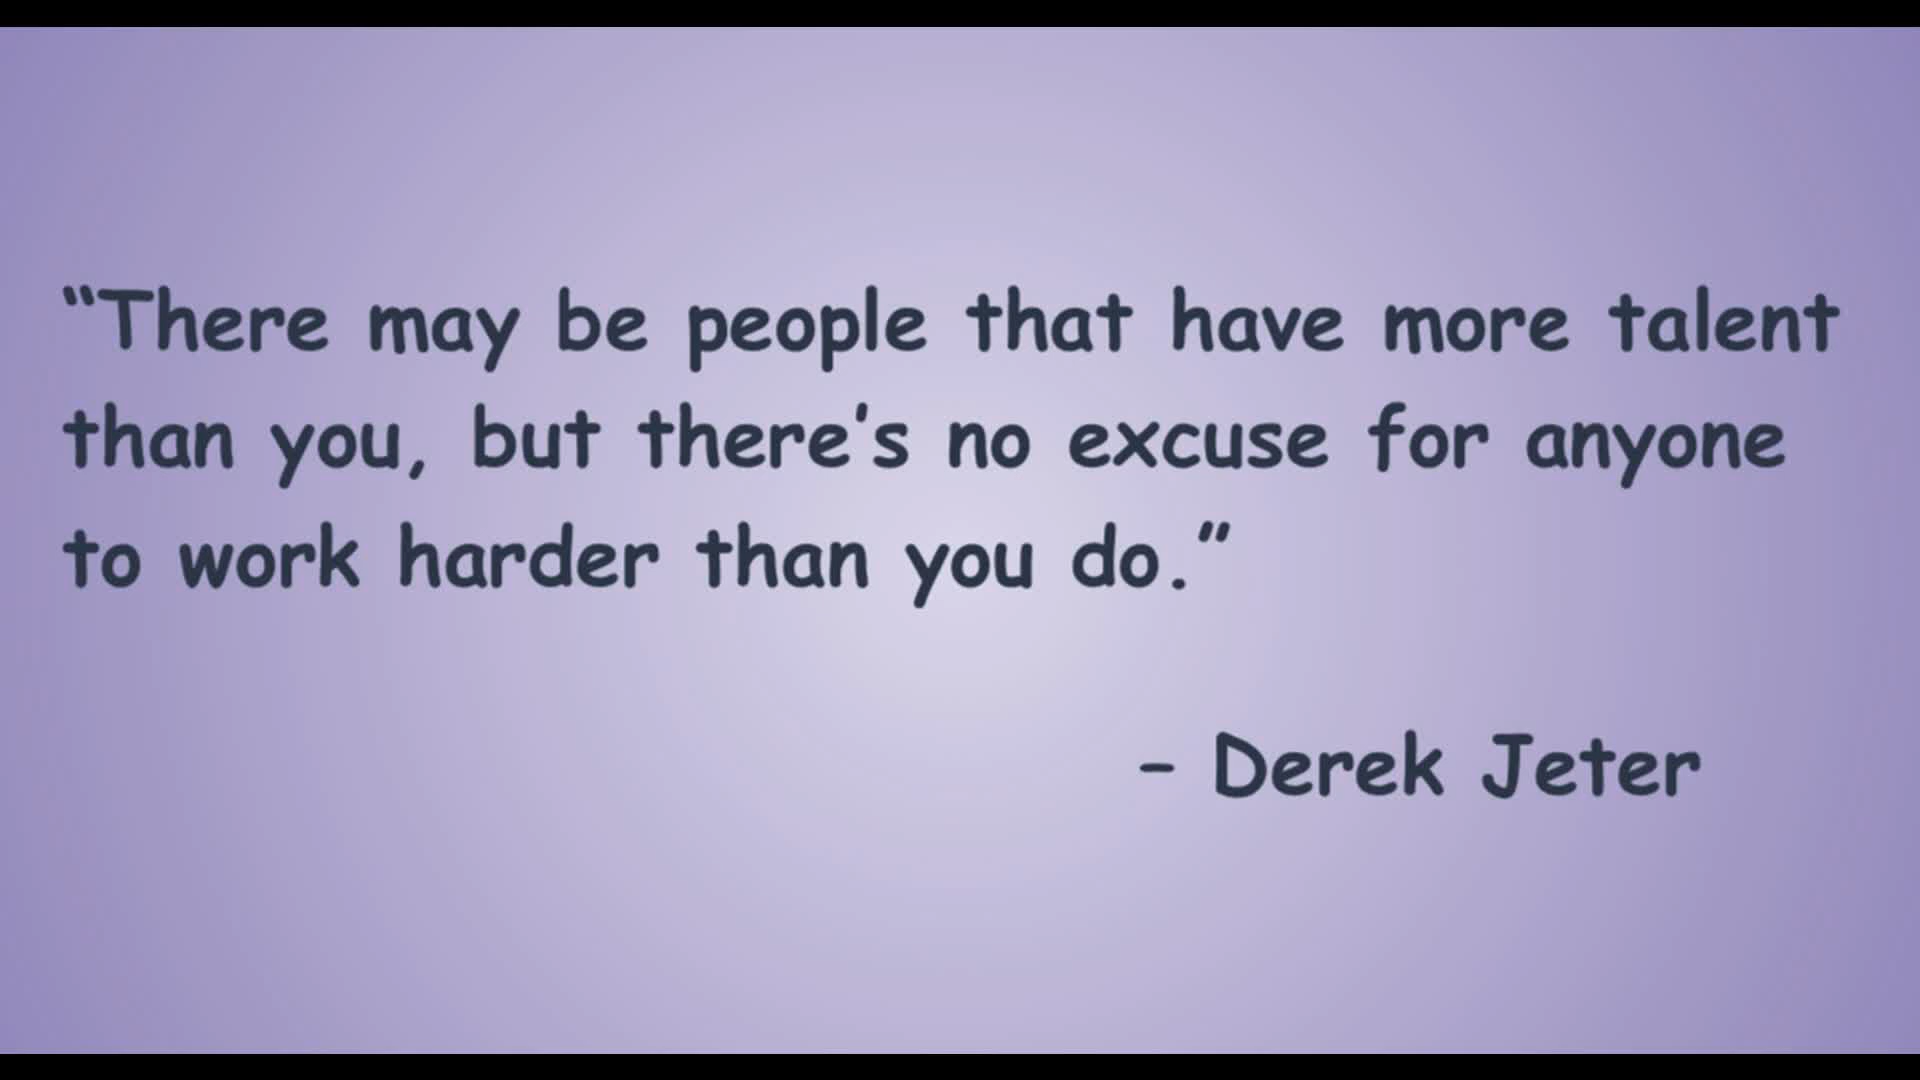 “There may be people that have more talent
than you, but there’s no excuse for anyone
to work harder than you do.”
– Derek Jeter